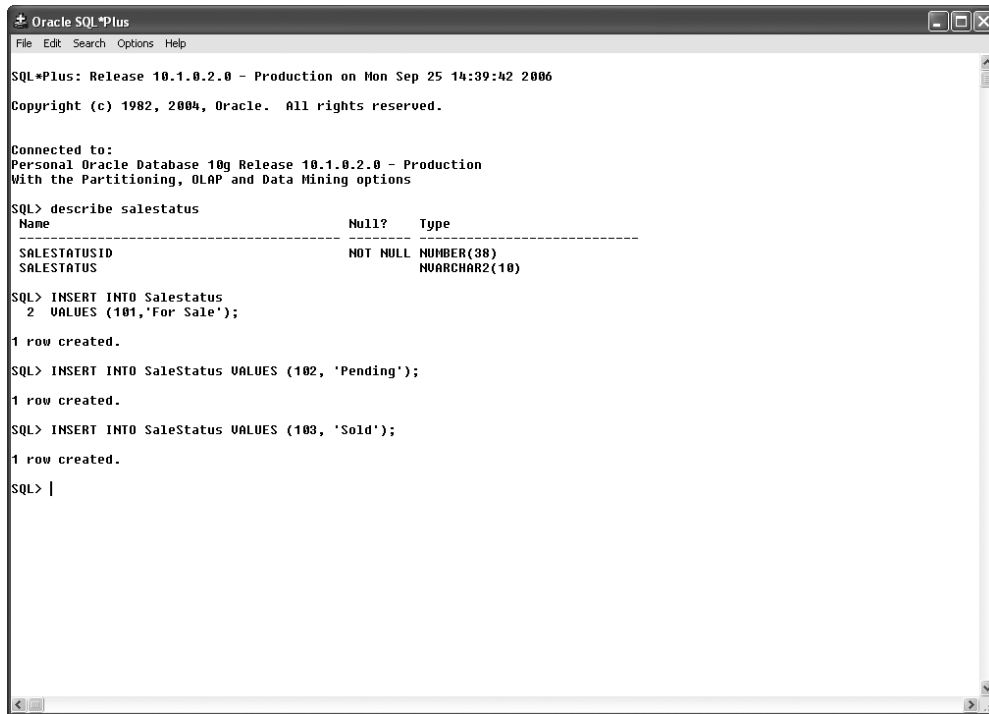 Oracle SQL*Plus
File Edit Search Options Help
SQL*Plus: Release 10.1.0.2.0 - Production on Mon Sep 25 14:39:42 2006
Copyright (c) 1982, 2004, Oracle.  All rights reserved.
Connected to:
Personal Oracle Database 10g Release 10.1.0.2.0 - Production
With the Partitioning, OLAP and Data Mining options
SQL> describe salestatus
Name                                      Null?    Type
----------------------------------------- -------- ----------------------------
SALESTATUSID                              NOT NULL NUMBER(38)
SALESTATUS                                         NVARCHAR2(10)
SQL> INSERT INTO Salestatus
2  VALUES (101,'For Sale');
1 row created.
SQL> INSERT INTO SaleStatus VALUES (102, 'Pending');
1 row created.
SQL> INSERT INTO SaleStatus VALUES (103, 'Sold');
1 row created.
SQL>